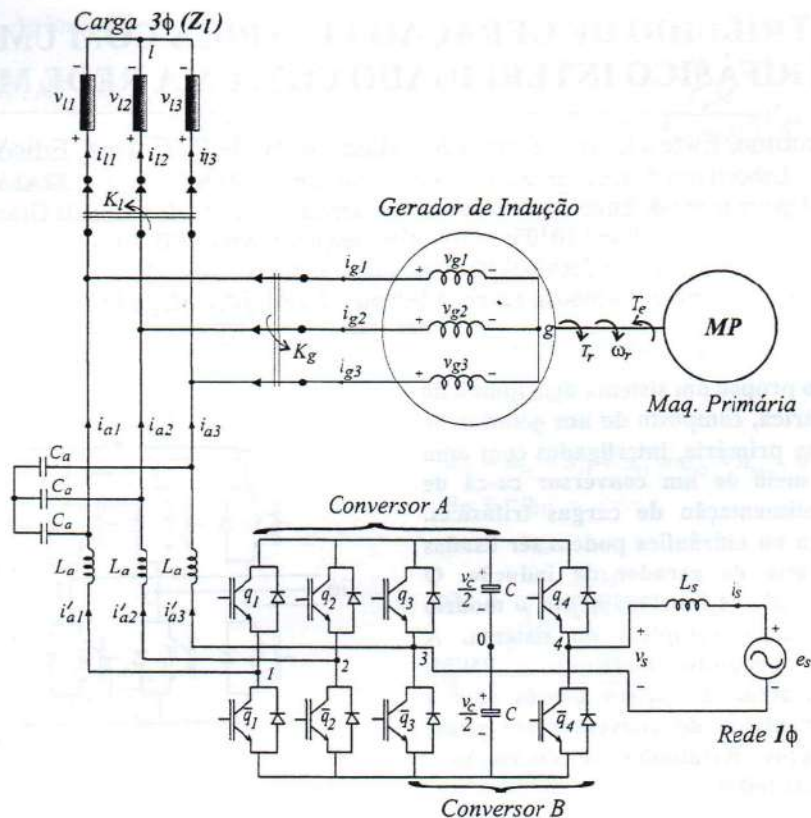 Carga 3ϕ (Z_l)
l
v_l1 v_l2 v_l3
i_l1 i_l2 i_l3
K_l
Gerador de Indução
i_g1 + v_g1 −
i_g2 + v_g2 −
i_g3 + v_g3 −
K_g
g
T_r ω_r T_e
MP
Maq. Primária
i_a1 i_a2 i_a3
C_a
C_a
C_a
L_a L_a L_a
i'_a1 i'_a2 i'_a3
Conversor A
q_1 q_2 q_3 v_c/2 C q_4
1 2 3 0 4
q̄_1 q̄_2 q̄_3 v_c/2 C q̄_4
L_s i_s
+ v_s
+ e_s
Rede 1ϕ
Conversor B